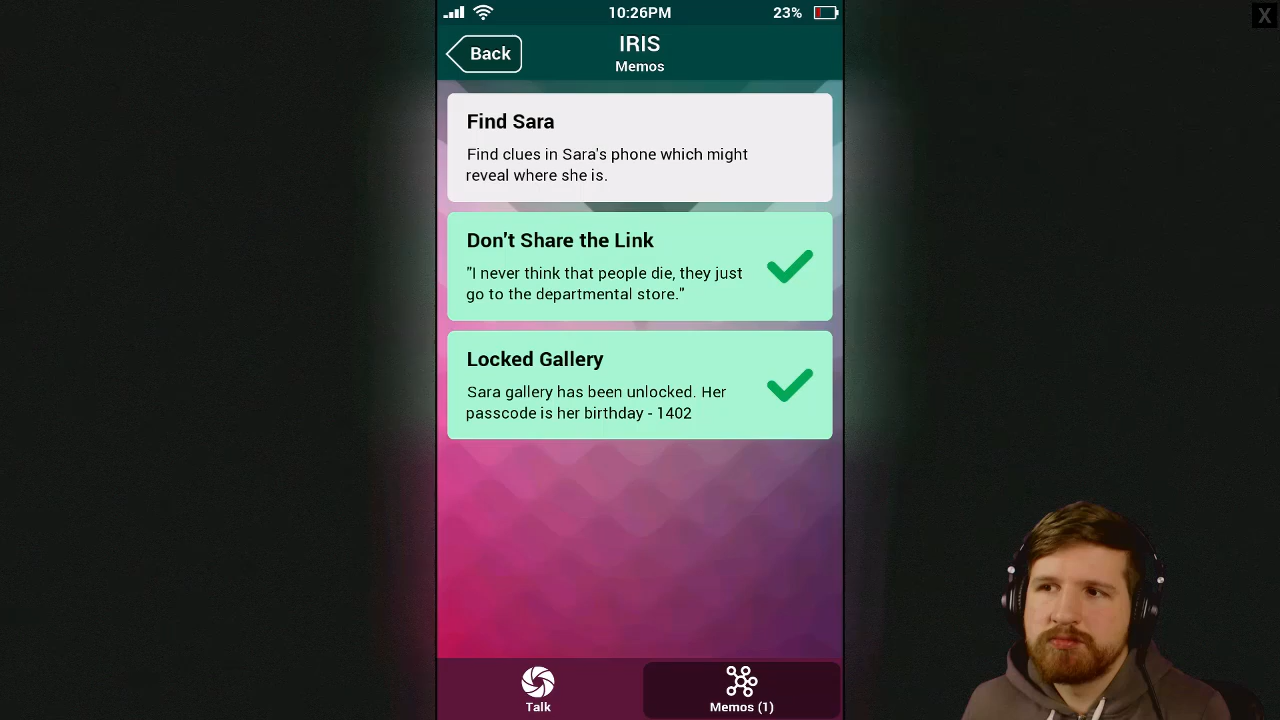 10:26PM
23%
X
Back
IRIS
Memos
Find Sara
Find clues in Sara's phone which might
reveal where she is.
Don't Share the Link
"I never think that people die, they just
go to the departmental store."
Locked Gallery
Sara gallery has been unlocked. Her
passcode is her birthday - 1402
Talk
Memos (1)